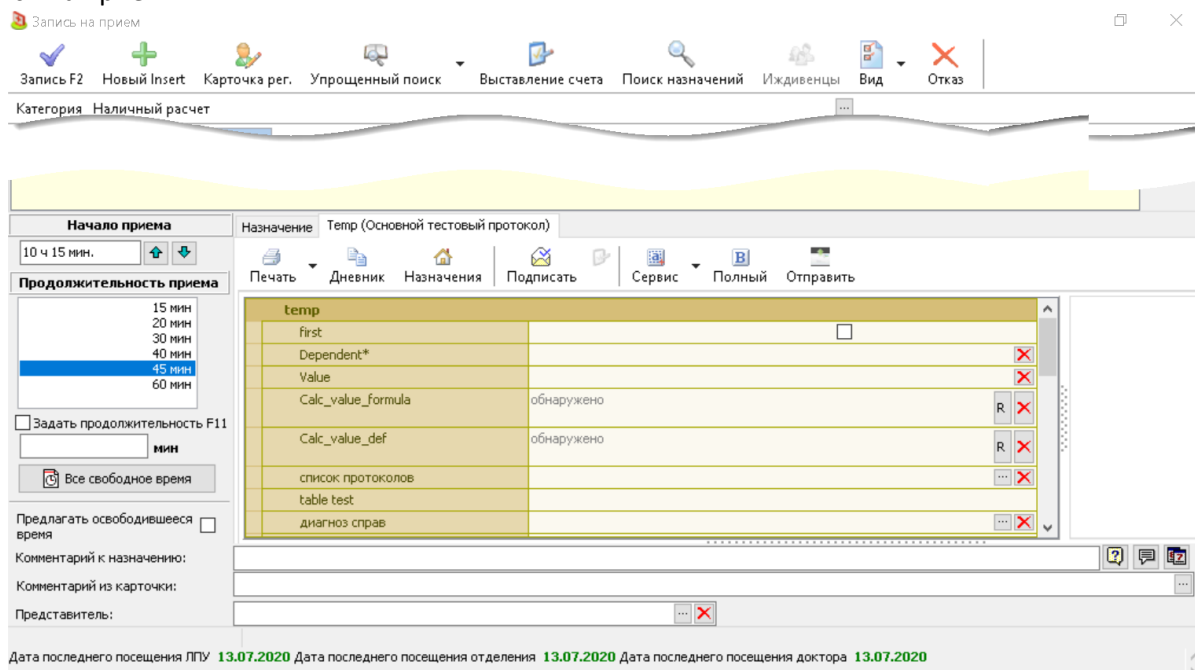 Запись на прием
Запись F2 Новый Insert Карточка рег. Упрощенный поиск Выставление счета Поиск назначений Иждивенцы Вид Отказ
Категория Наличный расчет
Начало приема
10 ч 15 мин.
Продолжительность приема
15 мин
20 мин
30 мин
40 мин
45 мин
60 мин
Задать продолжительность F11
мин
Все свободное время
Предлагать освободившееся
время
Назначение Temp (Основной тестовый протокол)
Печать Дневник Назначения Подписать Сервис Полный Отправить
temp
first
Dependent*
Value
Calc_value_formula обнаружено R
Calc_value_def обнаружено R
список протоколов ...
table test
диагноз справ ...
Комментарий к назначению:
Комментарий из карточки:
Представитель:
Дата последнего посещения ЛПУ 13.07.2020 Дата последнего посещения отделения 13.07.2020 Дата последнего посещения доктора 13.07.2020